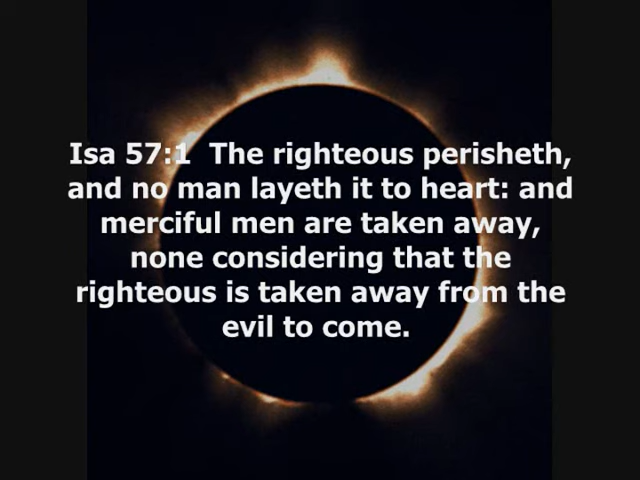 Isa 57:1  The righteous perisheth,
and no man layeth it to heart: and
merciful men are taken away,
none considering that the
righteous is taken away from the
evil to come.